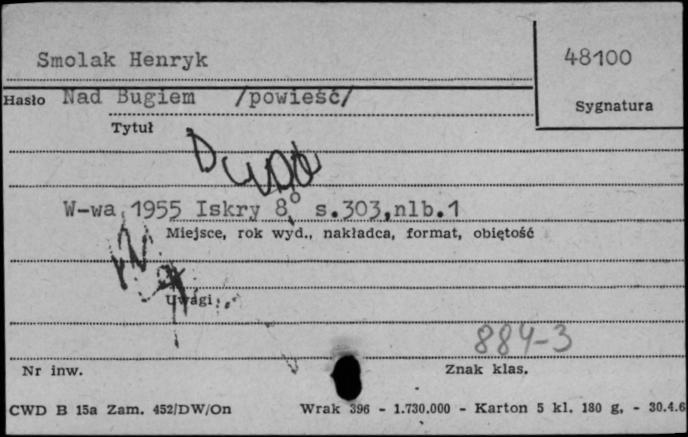 Smolak Henryk
48100
Hasło Nad Bugiem /powieść/
Sygnatura
Tytuł
W-wa, 1955 Iskry 8° s.303,nlb.1
Miejsce, rok wyd., nakładca, format, objętość
Uwagi
884-3
Nr inw.
Znak klas.
CWD B 15a Zam. 452/DW/On Wrak 396 - 1.730.000 - Karton 5 kl. 180 g. - 30.4.6